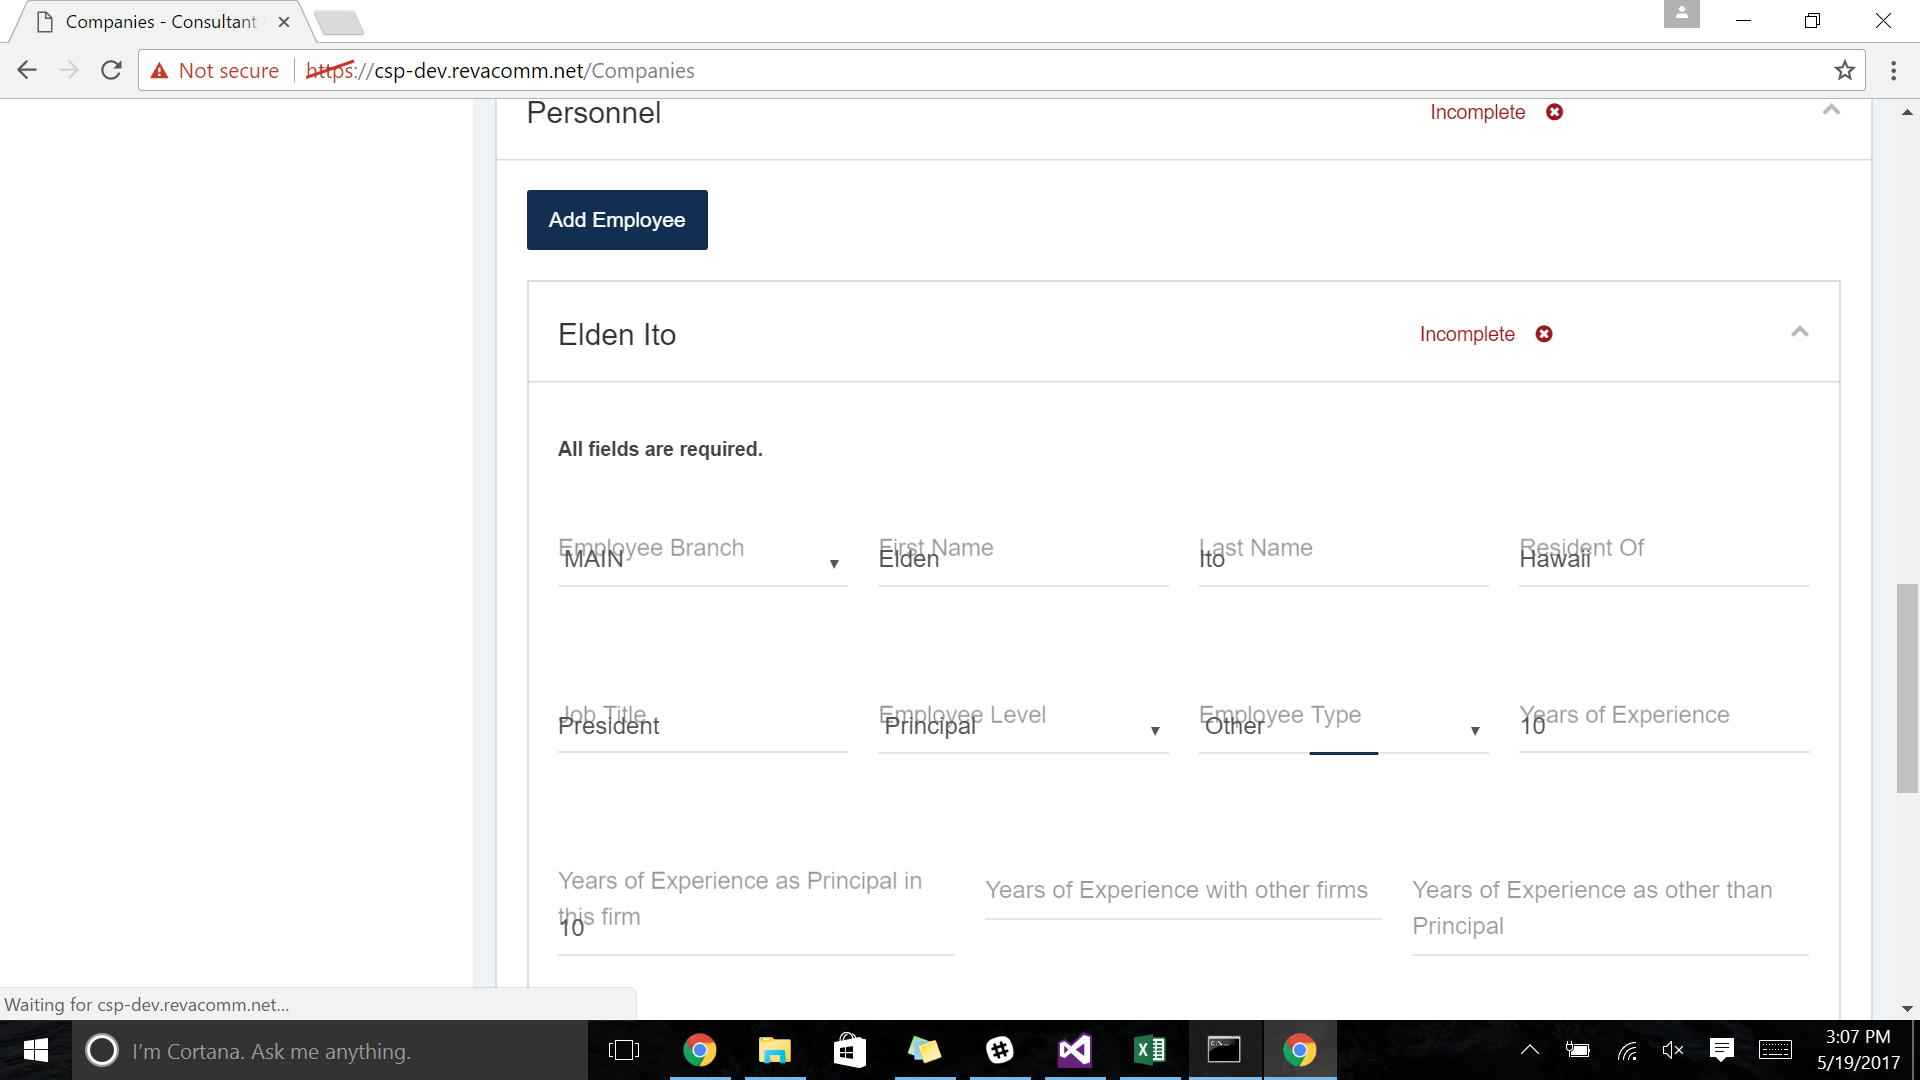 Companies - Consultant
Not secure https://csp-dev.revacomm.net/Companies
Personnel
Incomplete
Add Employee
Elden Ito
Incomplete
All fields are required.
Employee Branch
MAIN
First Name
Elden
Last Name
Ito
Resident Of
Hawaii
Job Title
President
Employee Level
Principal
Employee Type
Other
Years of Experience
10
Years of Experience as Principal in
this firm
10
Years of Experience with other firms
Years of Experience as other than
Principal
Waiting for csp-dev.revacomm.net...
I'm Cortana. Ask me anything.
3:07 PM
5/19/2017